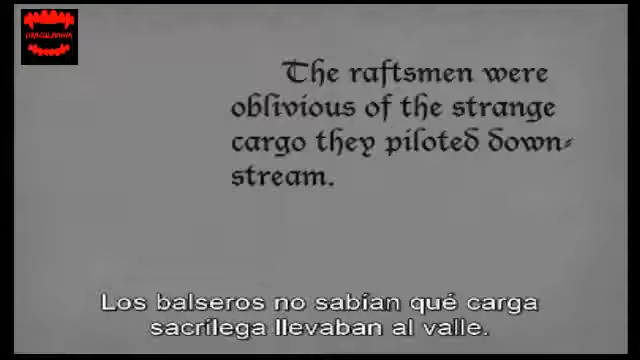 DRACULMANIA
The raftsmen were
oblivious of the strange
cargo they piloted down-
stream.
Los balseros no sabían qué carga
sacrílega llevaban al valle.